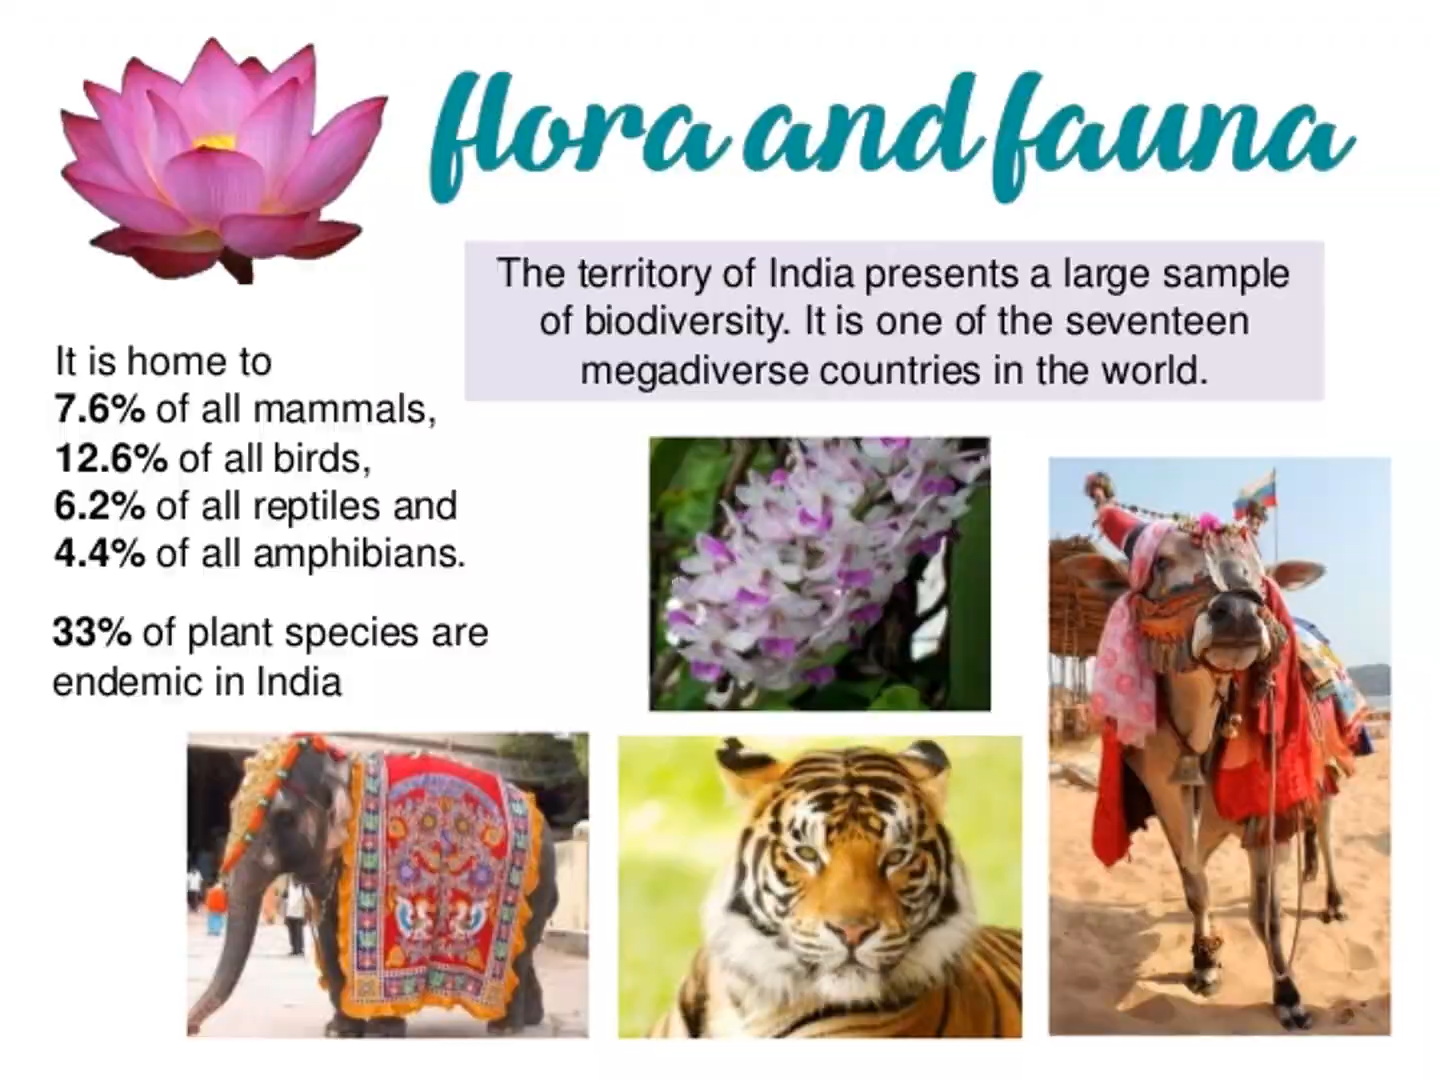 flora and fauna
The territory of India presents a large sample
of biodiversity. It is one of the seventeen
megadiverse countries in the world.
It is home to
7.6% of all mammals,
12.6% of all birds,
6.2% of all reptiles and
4.4% of all amphibians.
33% of plant species are
endemic in India